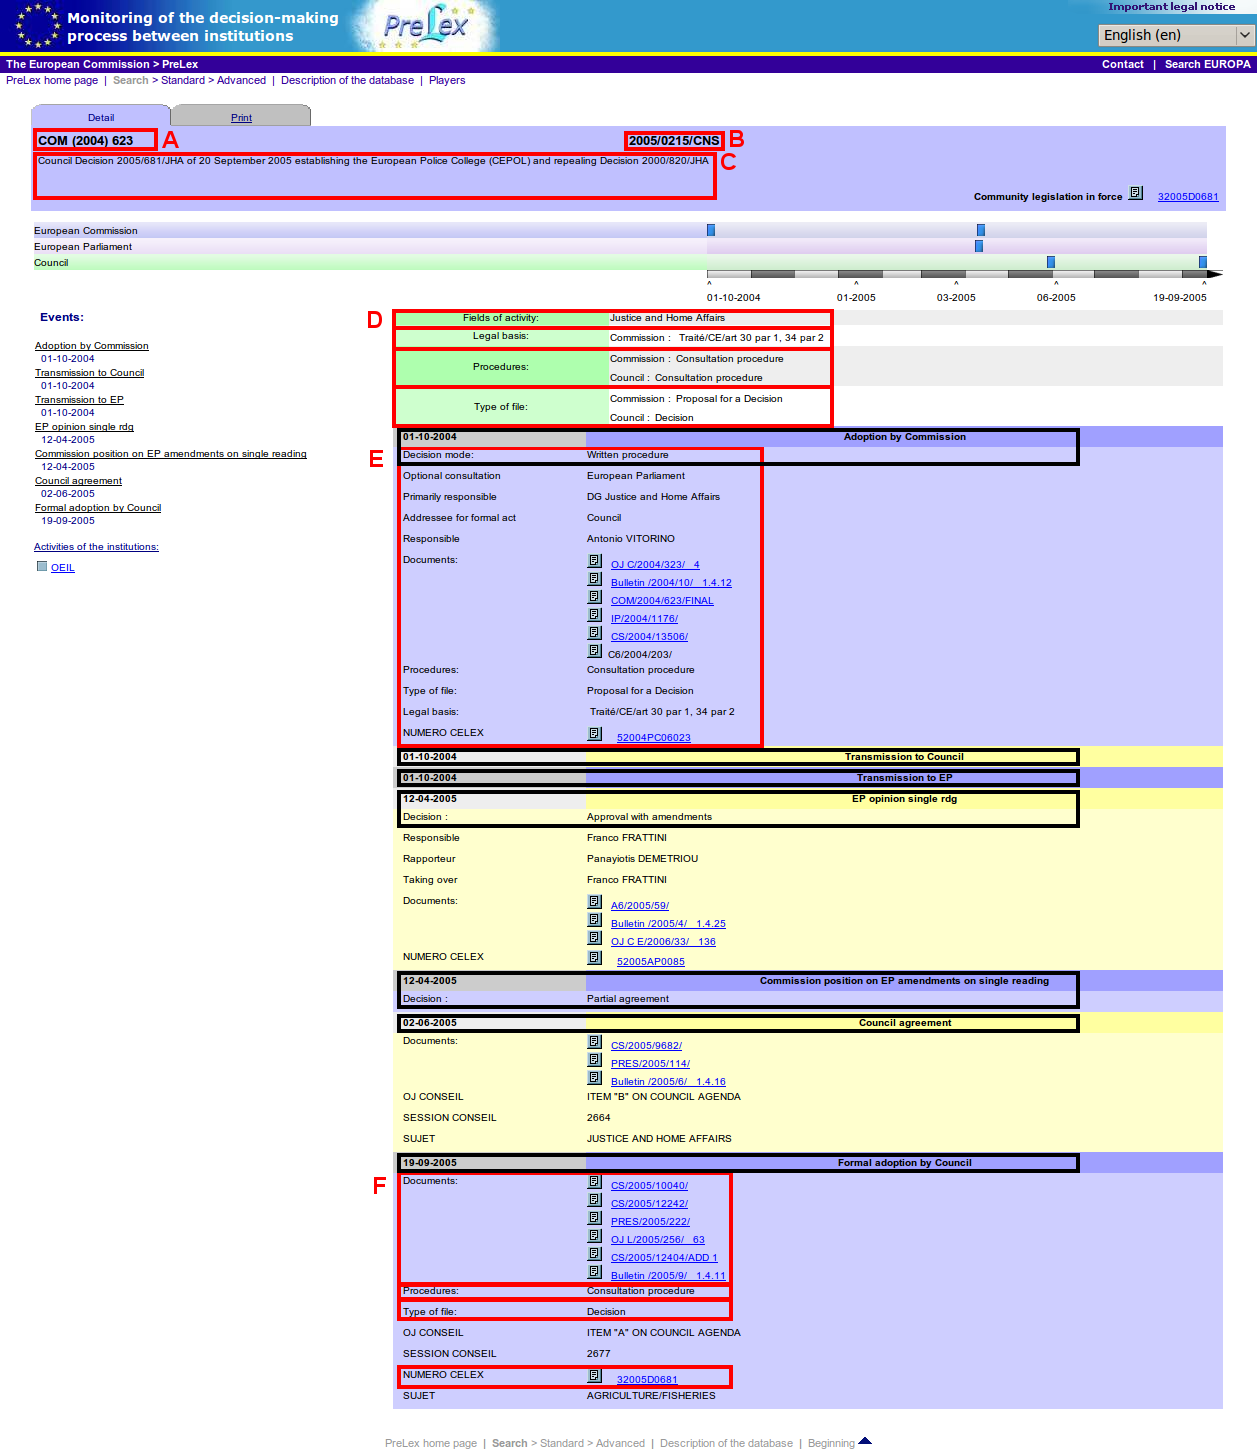 Important legal notice
Monitoring of the decision-making
process between institutions
PreLex
English (en)
The European Commission > PreLex
Contact | Search EUROPA
PreLex home page | Search > Standard > Advanced | Description of the database | Players
Detail
Print
COM (2004) 623 A
2005/0215/CNS B
Council Decision 2005/681/JHA of 20 September 2005 establishing the European Police College (CEPOL) and repealing Decision 2000/820/JHA C
Community legislation in force 32005D0681
European Commission
European Parliament
Council
^ ^ ^ ^ ^
01-10-2004 01-2005 03-2005 06-2005 19-09-2005
Events:
Adoption by Commission
01-10-2004
Transmission to Council
01-10-2004
Transmission to EP
01-10-2004
EP opinion single rdg
12-04-2005
Commission position on EP amendments on single reading
12-04-2005
Council agreement
02-06-2005
Formal adoption by Council
19-09-2005
Activities of the institutions:
OEIL
D Fields of activity: Justice and Home Affairs
Legal basis: Commission : Traité/CE/art 30 par 1, 34 par 2
Procedures: Commission : Consultation procedure
Council : Consultation procedure
Type of file: Commission : Proposal for a Decision
Council : Decision
01-10-2004 Adoption by Commission
E Decision mode: Written procedure
Optional consultation European Parliament
Primarily responsible DG Justice and Home Affairs
Addressee for formal act Council
Responsible Antonio VITORINO
Documents: OJ C/2004/323/ 4
Bulletin /2004/10/ 1.4.12
COM/2004/623/FINAL
IP/2004/1176/
CS/2004/13506/
C6/2004/203/
Procedures: Consultation procedure
Type of file: Proposal for a Decision
Legal basis: Traité/CE/art 30 par 1, 34 par 2
NUMERO CELEX 52004PC06023
01-10-2004 Transmission to Council
01-10-2004 Transmission to EP
12-04-2005 EP opinion single rdg
Decision : Approval with amendments
Responsible Franco FRATTINI
Rapporteur Panayiotis DEMETRIOU
Taking over Franco FRATTINI
Documents: A6/2005/59/
Bulletin /2005/4/ 1.4.25
OJ C E/2006/33/ 136
NUMERO CELEX 52005AP0085
12-04-2005 Commission position on EP amendments on single reading
Decision : Partial agreement
02-06-2005 Council agreement
Documents: CS/2005/9682/
PRES/2005/114/
Bulletin /2005/6/ 1.4.16
OJ CONSEIL ITEM "B" ON COUNCIL AGENDA
SESSION CONSEIL 2664
SUJET JUSTICE AND HOME AFFAIRS
19-09-2005 Formal adoption by Council
F Documents: CS/2005/10040/
CS/2005/12242/
PRES/2005/222/
OJ L/2005/256/ 63
CS/2005/12404/ADD 1
Bulletin /2005/9/ 1.4.11
Procedures: Consultation procedure
Type of file: Decision
OJ CONSEIL ITEM "A" ON COUNCIL AGENDA
SESSION CONSEIL 2677
NUMERO CELEX 32005D0681
SUJET AGRICULTURE/FISHERIES
PreLex home page | Search > Standard > Advanced | Description of the database | Beginning